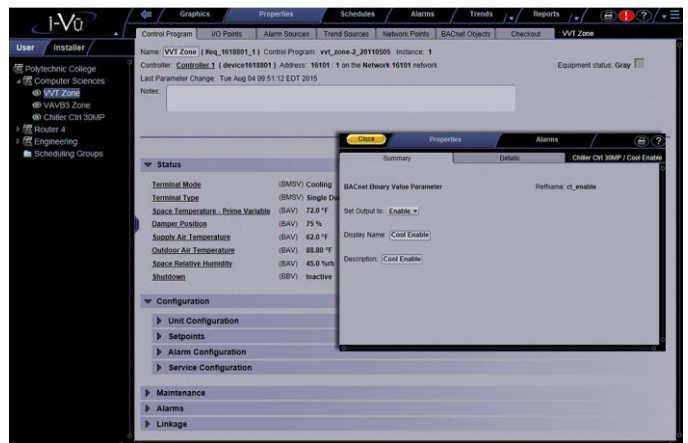 i-Vu
Graphics
Properties
Schedules
Alarms
Trends
Reports
User
Installer
Control Program
I/O Points
Alarm Sources
Trend Sources
Network Points
BACnet Objects
Checkout
: VVT Zone
Polytechnic College
Computer Sciences
VVT Zone
VAVB3 Zone
Chiller Ctrl 30MP
Router 4
Engineering
Scheduling Groups
Name: VVT Zone ( #eq_1618801_1 ) Control Program: vvt_zone-2_20110505 Instance: 1
Controller: Controller 1 ( device1618801 ) Address: 16101 : 1 on the Network 16101 network
Equipment status: Gray
Last Parameter Change: Tue Aug 04 09:51:12 EDT 2015
Notes:
Status
Terminal Mode (BMSV) Cooling
Terminal Type (BMSV) Single Du
Space Temperature - Prime Variable (BAV) 72.0 °F
Damper Position (BAV) 75 %
Supply Air Temperature (BAV) 62.0 °F
Outdoor Air Temperature (BAV) 88.80 °F
Space Relative Humidity (BAV) 45.0 %rh
Shutdown (BBV) Inactive
Configuration
Unit Configuration
Setpoints
Alarm Configuration
Service Configuration
Maintenance
Alarms
Linkage
Close
Properties
Alarms
Summary
Details
: Chiller Ctrl 30MP / Cool Enable
BACnet Binary Value Parameter
RefName: cl_enable
Set Output to: Enable
Display Name: Cool Enable
Description: Cool Enable